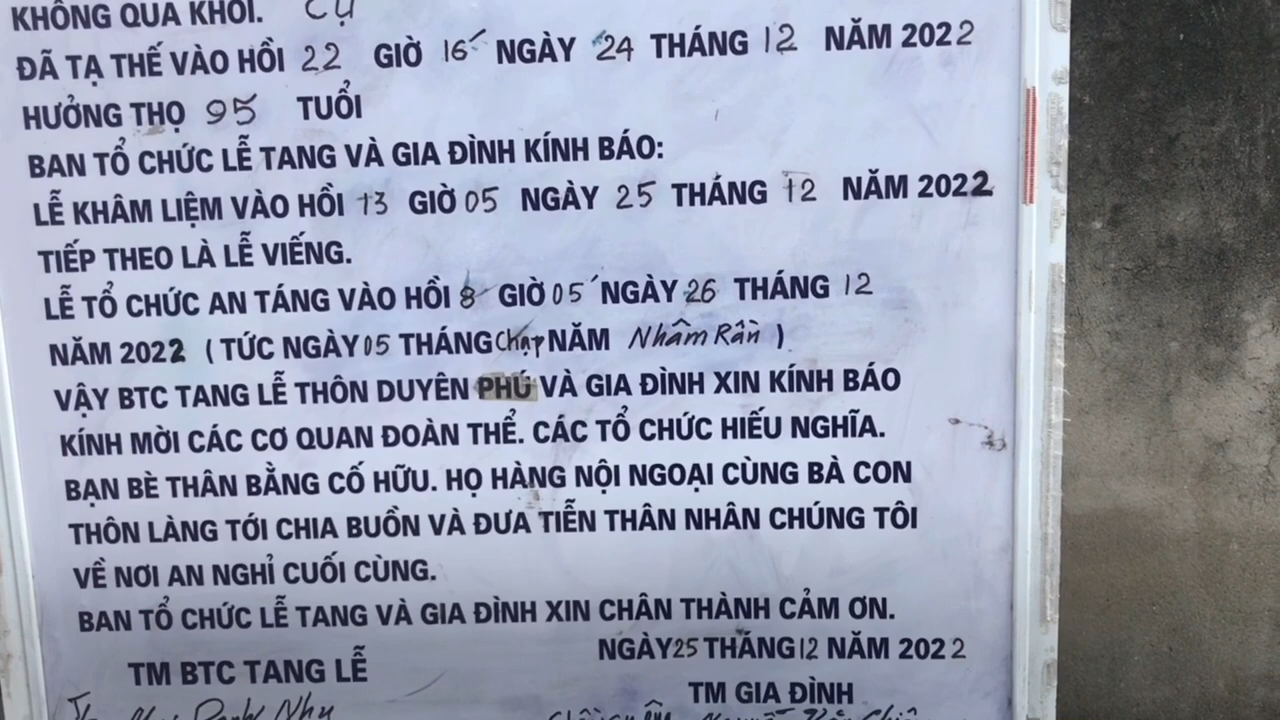 KHÔNG QUA KHỎI. CỤ
ĐÃ TẠ THẾ VÀO HỒI 22 GIỜ 16' NGÀY 24 THÁNG 12 NĂM 2022
HƯỞNG THỌ 95 TUỔI
BAN TỔ CHỨC LỄ TANG VÀ GIA ĐÌNH KÍNH BÁO:
LỄ KHÂM LIỆM VÀO HỒI 13 GIỜ 05 NGÀY 25 THÁNG 12 NĂM 2022
TIẾP THEO LÀ LỄ VIẾNG.
LỄ TỔ CHỨC AN TÁNG VÀO HỒI 8 GIỜ 05' NGÀY 26 THÁNG 12
NĂM 2022 ( TỨC NGÀY 05 THÁNG Chạp NĂM Nhâm Rần )
VẬY BTC TANG LỄ THÔN DUYÊN PHÚ VÀ GIA ĐÌNH XIN KÍNH BÁO
KÍNH MỜI CÁC CƠ QUAN ĐOÀN THỂ. CÁC TỔ CHỨC HIẾU NGHĨA.
BẠN BÈ THÂN BẰNG CỐ HỮU. HỌ HÀNG NỘI NGOẠI CÙNG BÀ CON
THÔN LÀNG TỚI CHIA BUỒN VÀ ĐƯA TIỄN THÂN NHÂN CHÚNG TÔI
VỀ NƠI AN NGHỈ CUỐI CÙNG.
BAN TỔ CHỨC LỄ TANG VÀ GIA ĐÌNH XIN CHÂN THÀNH CẢM ƠN.
NGÀY 25 THÁNG 12 NĂM 2022
TM BTC TANG LỄ
TM GIA ĐÌNH